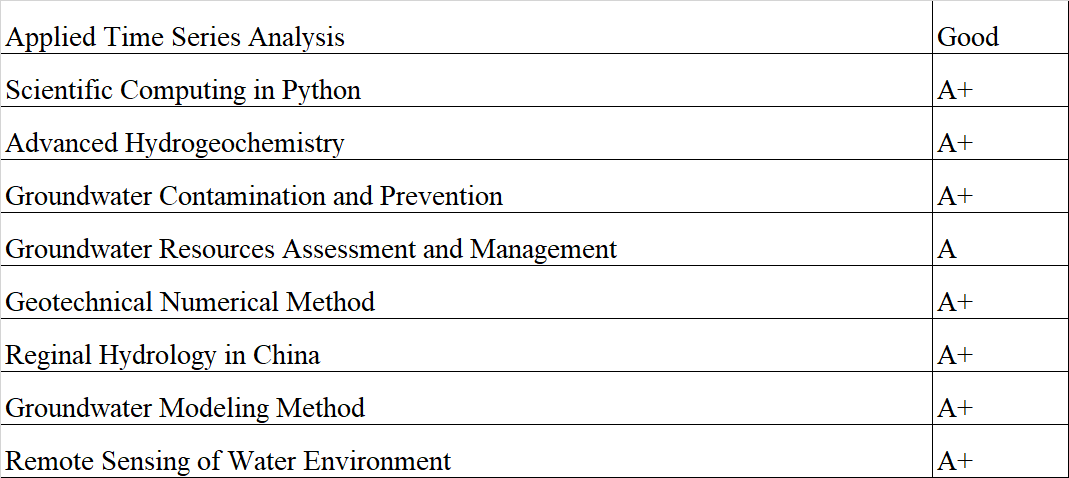 Applied Time Series Analysis Good
Scientific Computing in Python A+
Advanced Hydrogeochemistry A+
Groundwater Contamination and Prevention A+
Groundwater Resources Assessment and Management A
Geotechnical Numerical Method A+
Reginal Hydrology in China A+
Groundwater Modeling Method A+
Remote Sensing of Water Environment A+